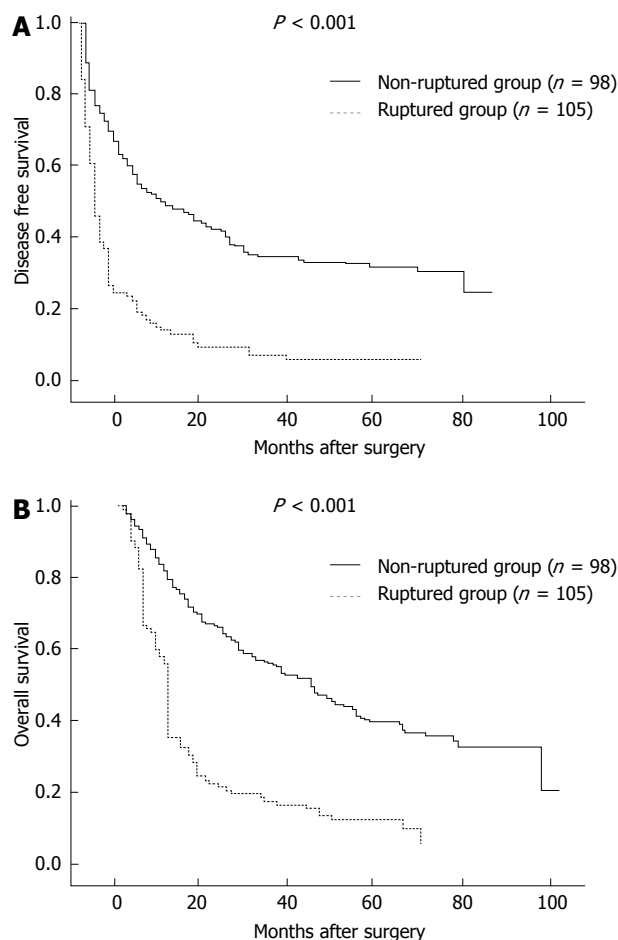 A
P < 0.001
1.0
Non-ruptured group (n = 98)
Ruptured group (n = 105)
0.8
0.6
0.4
0.2
0.0
Disease free survival
0 20 40 60 80 100
Months after surgery
B
P < 0.001
1.0
Non-ruptured group (n = 98)
Ruptured group (n = 105)
0.8
0.6
0.4
0.2
0.0
Overall survival
0 20 40 60 80 100
Months after surgery